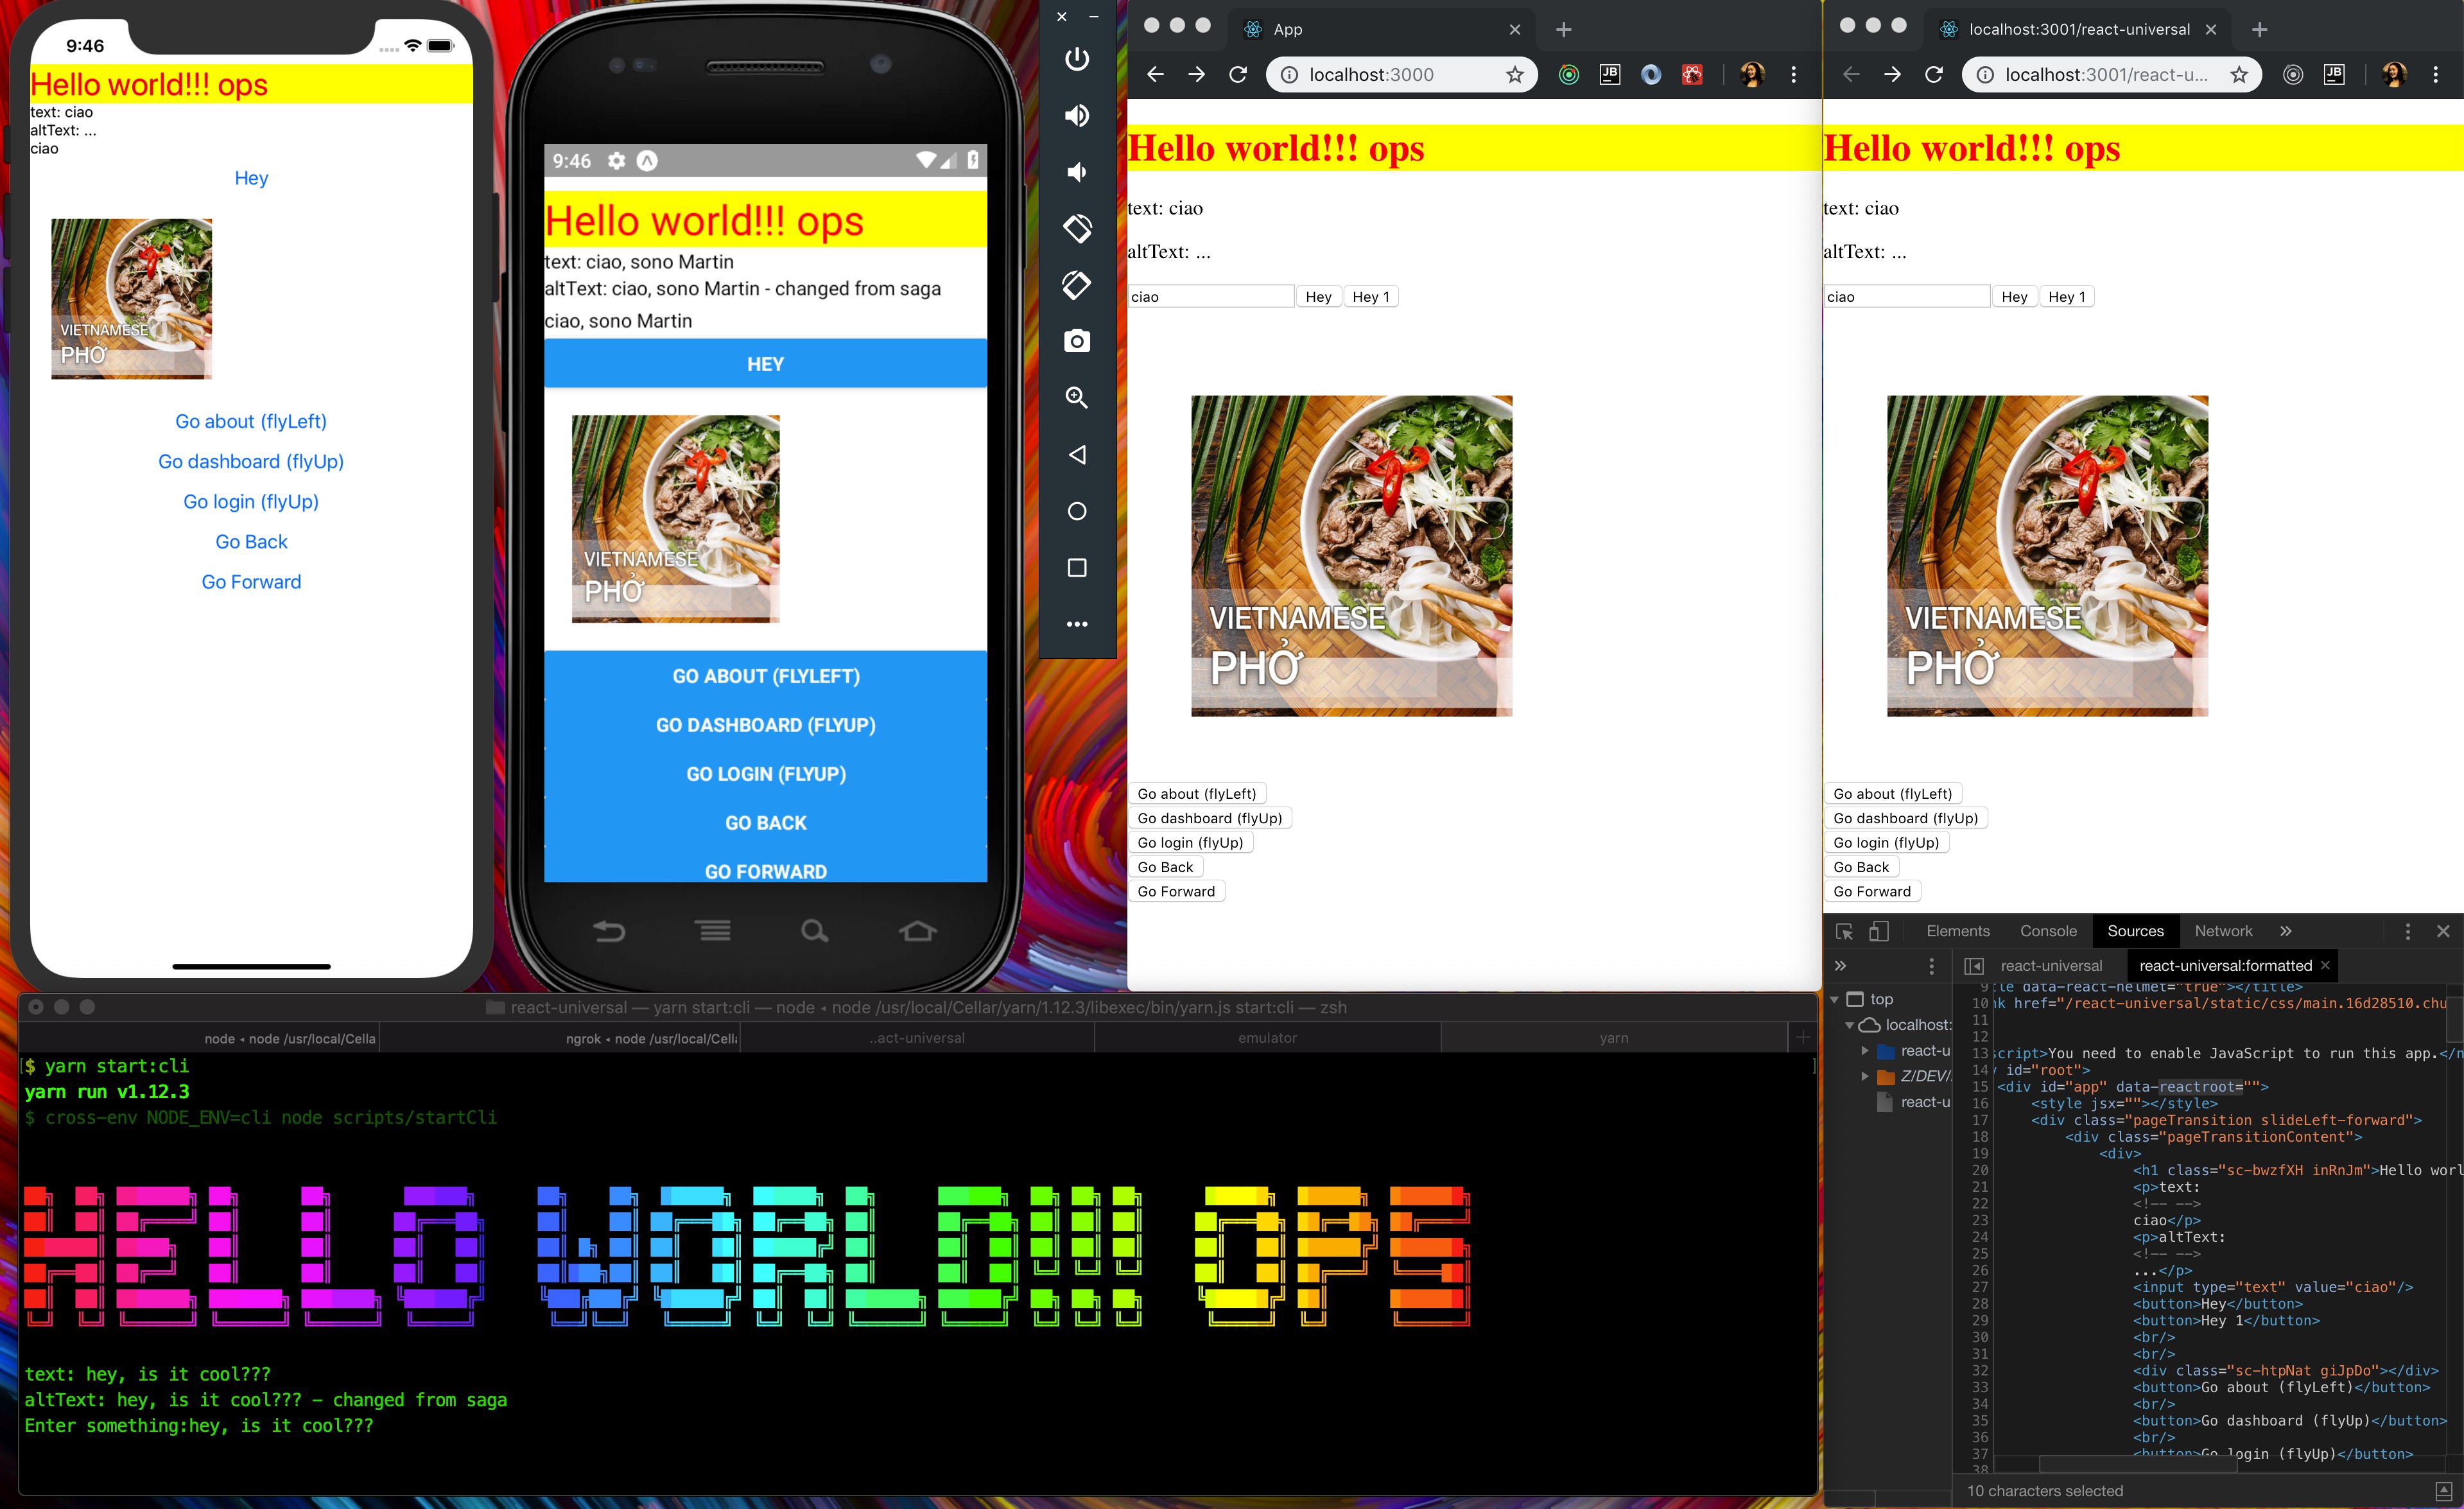 9:46
Hello world!!! ops
text: ciao
altText: ...
ciao
Hey
VIETNAMESE
PHỞ
Go about (flyLeft)
Go dashboard (flyUp)
Go login (flyUp)
Go Back
Go Forward
9:46
Hello world!!! ops
text: ciao, sono Martin
altText: ciao, sono Martin - changed from saga
ciao, sono Martin
HEY
VIETNAMESE
PHỞ
GO ABOUT (FLYLEFT)
GO DASHBOARD (FLYUP)
GO LOGIN (FLYUP)
GO BACK
GO FORWARD
App
localhost:3000
JB
Hello world!!! ops
text: ciao
altText: ...
ciao Hey Hey 1
VIETNAMESE
PHỞ
Go about (flyLeft)
Go dashboard (flyUp)
Go login (flyUp)
Go Back
Go Forward
localhost:3001/react-universal
localhost:3001/react-u...
JB
Hello world!!! ops
text: ciao
altText: ...
ciao Hey Hey 1
VIETNAMESE
PHỞ
Go about (flyLeft)
Go dashboard (flyUp)
Go login (flyUp)
Go Back
Go Forward
Elements Console Sources Network »
» react-universal react-universal:formatted
top
localhost:
react-u
Z/DEV/
react-u
9 tle data-react-helmet="true"></title>
10 nk href="/react-universal/static/css/main.16d28510.chu
11
12
13 script>You need to enable JavaScript to run this app.</n
14 id="root">
15 <div id="app" data-reactroot="">
16 <style jsx=""></style>
17 <div class="pageTransition slideLeft-forward">
18 <div class="pageTransitionContent">
19 <div>
20 <h1 class="sc-bwzfXH inRnJm">Hello worl
21 <p>text:
22 <!-- -->
23 ciao</p>
24 <p>altText:
25 <!-- -->
26 ...</p>
27 <input type="text" value="ciao"/>
28 <button>Hey</button>
29 <button>Hey 1</button>
30 <br/>
31 <br/>
32 <div class="sc-htpNat giJpDo"></div>
33 <button>Go about (flyLeft)</button>
34 <br/>
35 <button>Go dashboard (flyUp)</button>
36 <br/>
37 <button>Go login (flyUp)</button>
38
10 characters selected
react-universal — yarn start:cli — node ◂ node /usr/local/Cellar/yarn/1.12.3/libexec/bin/yarn.js start:cli — zsh
node ◂ node /usr/local/Cella ngrok ◂ node /usr/local/Cell ..act-universal emulator yarn
$ yarn start:cli
yarn run v1.12.3
$ cross-env NODE_ENV=cli node scripts/startCli
HELLO WORLD!!! OPS
text: hey, is it cool???
altText: hey, is it cool??? – changed from saga
Enter something:hey, is it cool???